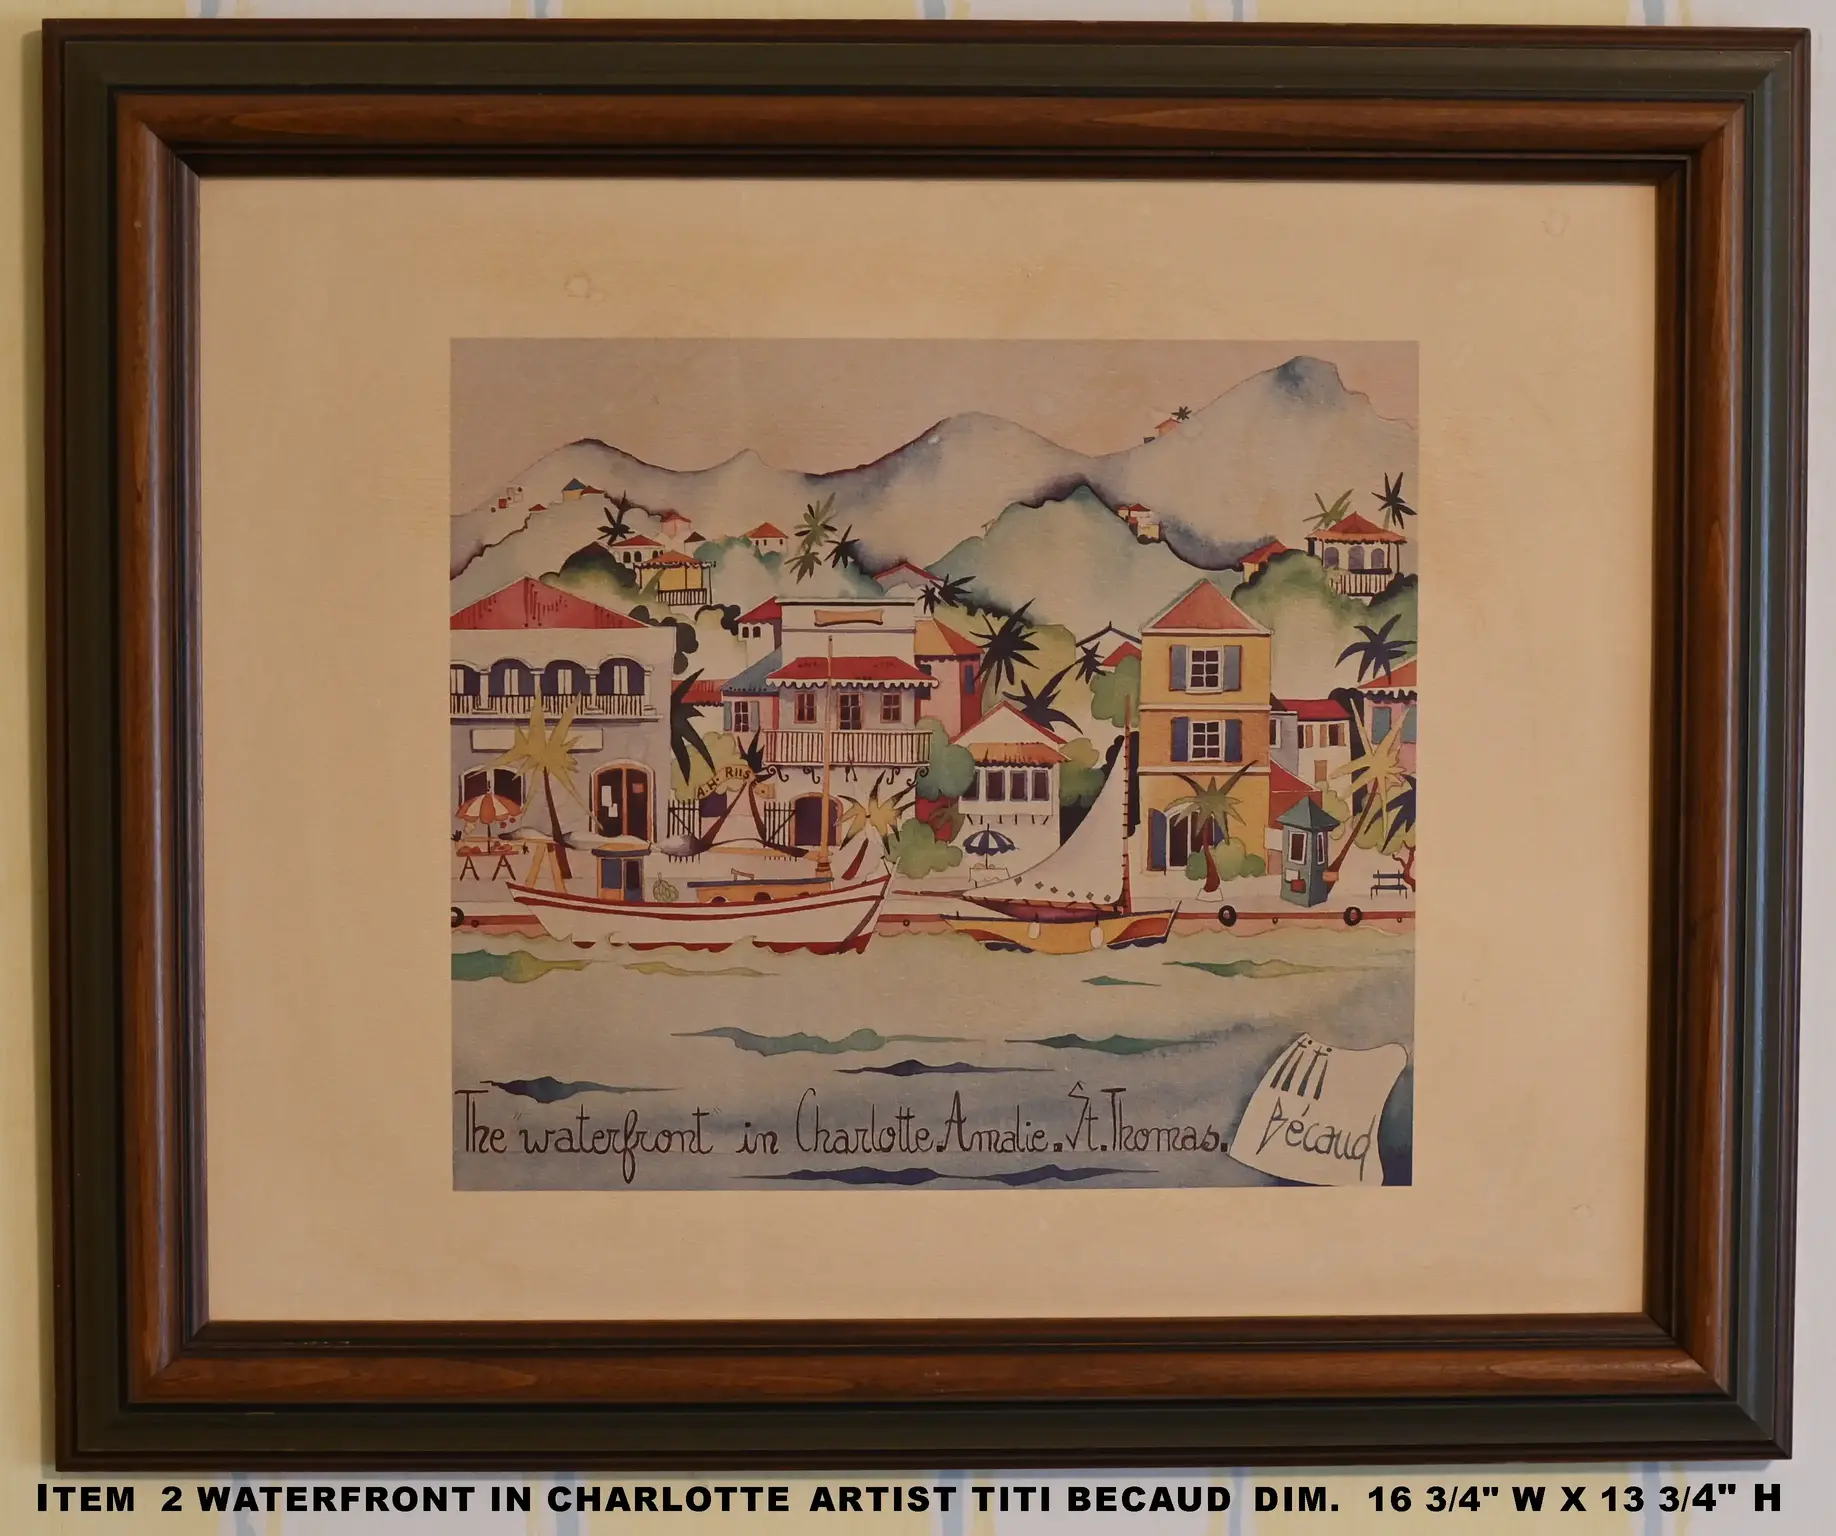 A.H. RIIS
The "waterfront" in Charlotte.Amalie.St.Thomas.
titi
Bécaud
ITEM 2 WATERFRONT IN CHARLOTTE ARTIST TITI BECAUD DIM. 16 3/4" W X 13 3/4" H